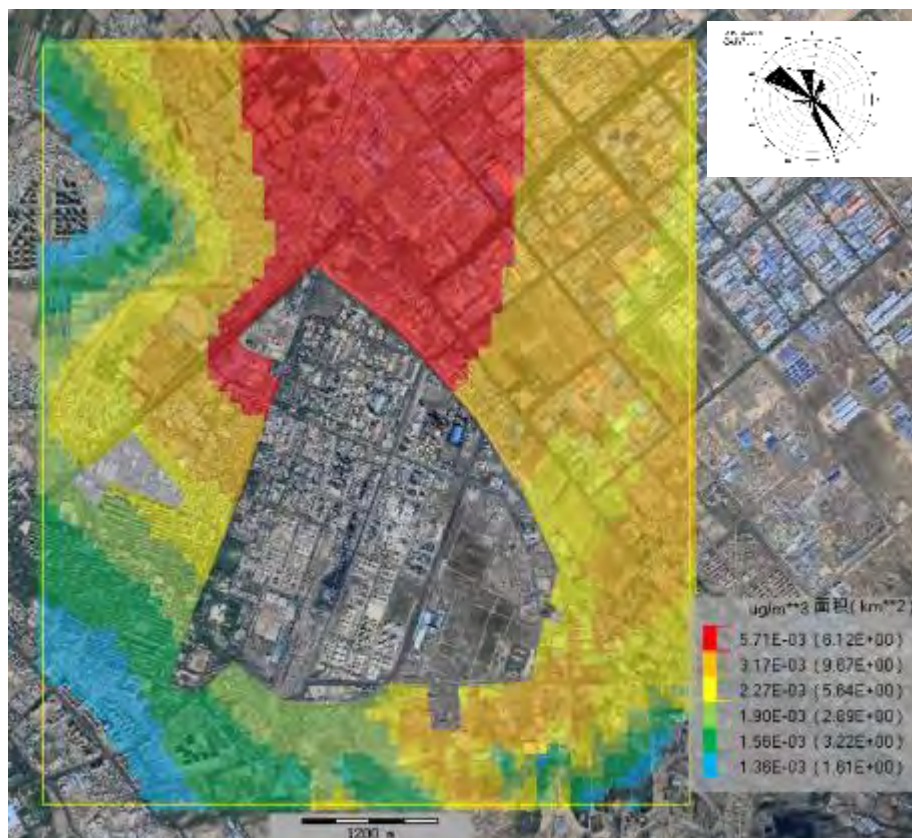 ug/m**3 面积( km**2)
5.71E-03 ( 6.12E+00)
3.17E-03 ( 9.67E+00)
2.27E-03 ( 5.64E+00)
1.90E-03 ( 2.89E+00)
1.56E-03 ( 3.22E+00)
1.36E-03 ( 1.61E+00)
1200 m